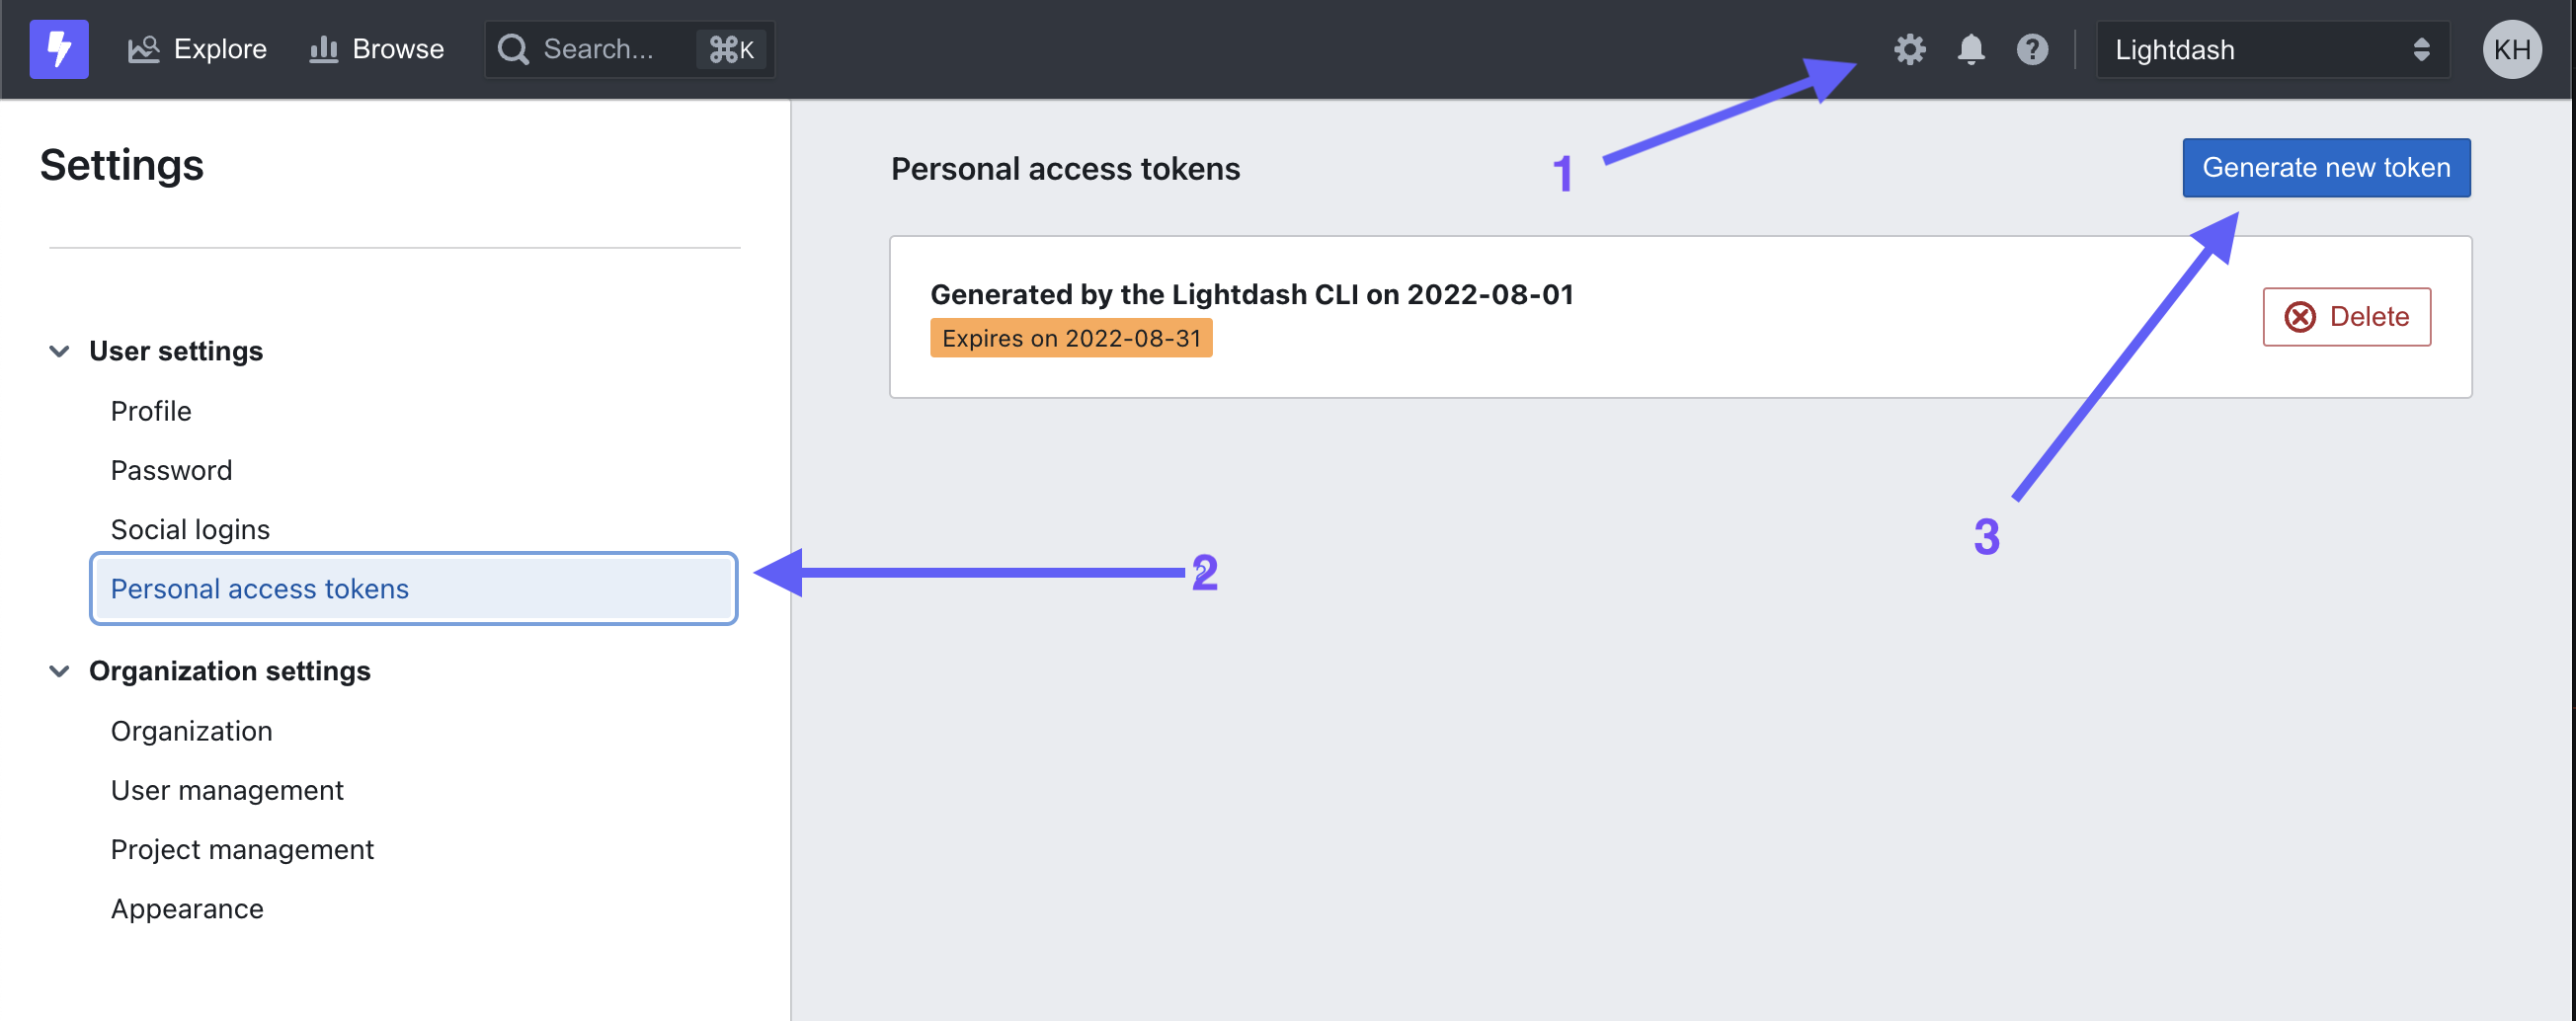 Explore
Browse
Search...
⌘K
Lightdash
KH
Settings
User settings
Profile
Password
Social logins
Personal access tokens
Organization settings
Organization
User management
Project management
Appearance
Personal access tokens
1
Generate new token
Generated by the Lightdash CLI on 2022-08-01
Expires on 2022-08-31
Delete
2
3